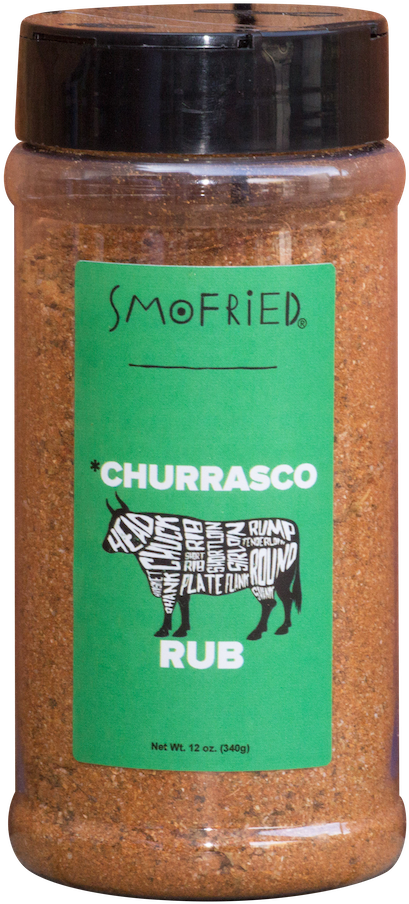 SMOFRiED®
*CHURRASCO
HEAD
CHUCK
RIB
SHORT LOIN
SIRLOIN
RUMP
TENDERLOIN
SHORT
RIB
ROUND
BRISKET
SHANK
PLATE
FLANK
SHANK
RUB
Net Wt. 12 oz. (340g)